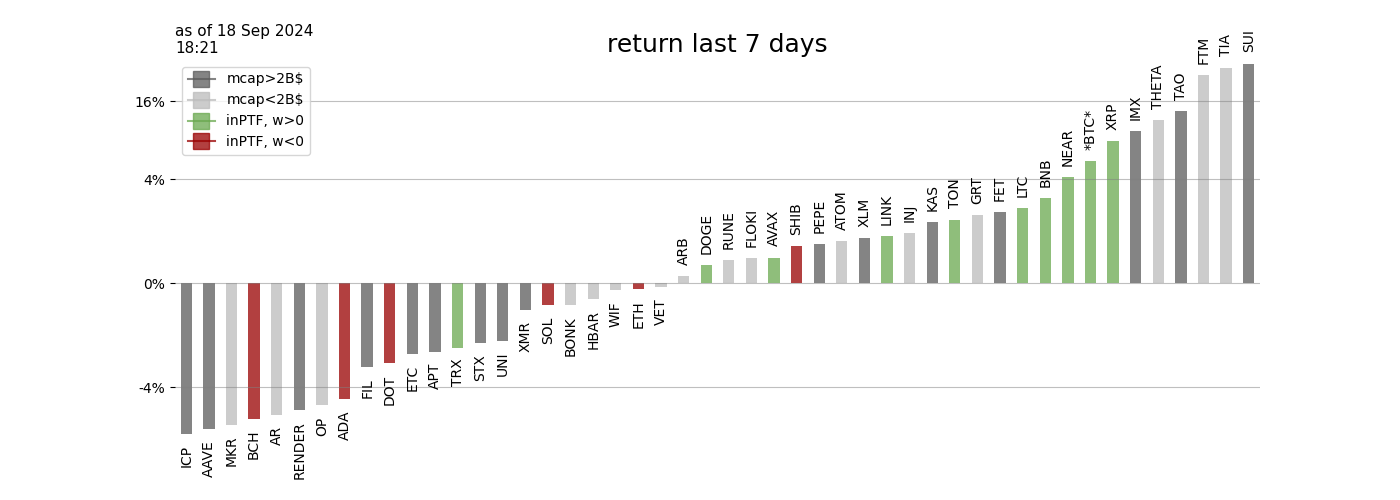 as of 18 Sep 2024
18:21
return last 7 days
mcap>2B$
mcap<2B$
inPTF, w>0
inPTF, w<0
16%
4%
0%
-4%
ICP
AAVE
MKR
BCH
AR
RENDER
OP
ADA
FIL
DOT
ETC
APT
TRX
STX
UNI
XMR
SOL
BONK
HBAR
WIF
ETH
VET
ARB
DOGE
RUNE
FLOKI
AVAX
SHIB
PEPE
ATOM
XLM
LINK
INJ
KAS
TON
GRT
FET
LTC
BNB
NEAR
*BTC*
XRP
IMX
THETA
TAO
FTM
TIA
SUI